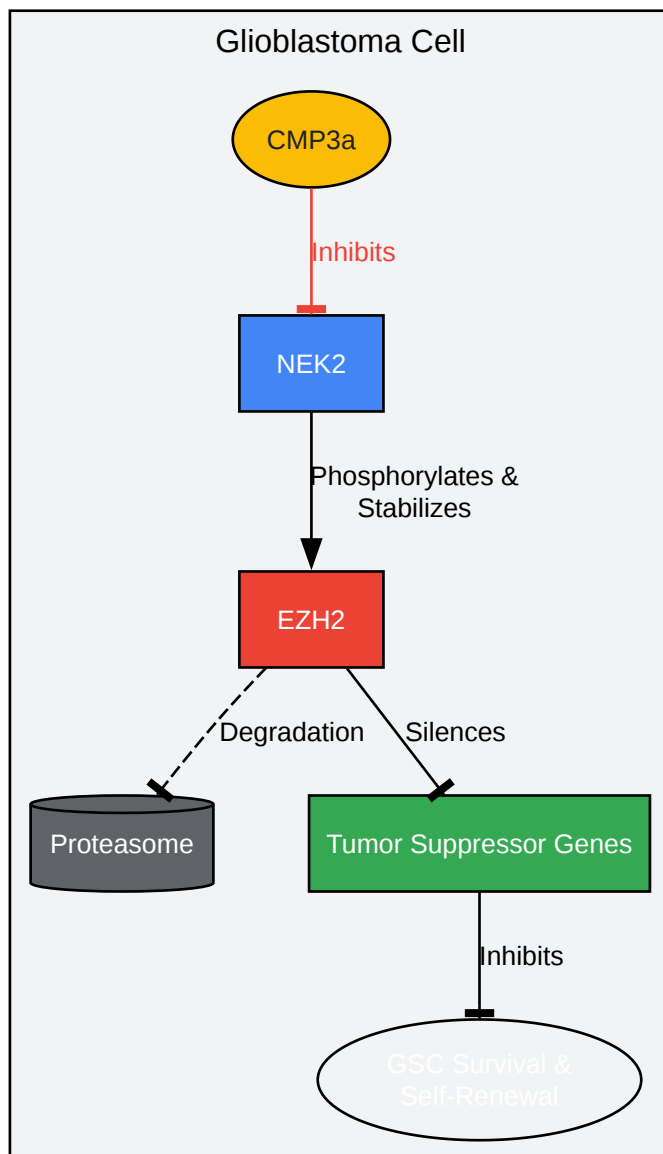 Glioblastoma Cell
CMP3a
Inhibits
NEK2
Phosphorylates &
Stabilizes
EZH2
Degradation
Silences
Proteasome
Tumor Suppressor Genes
Inhibits
GSC Survival &
Self-Renewal